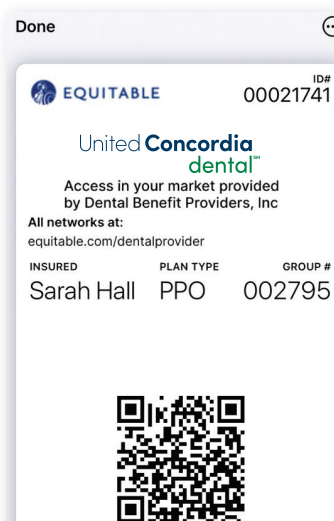 Done
EQUITABLE
ID#
00021741
United Concordia
dental℠
Access in your market provided
by Dental Benefit Providers, Inc
All networks at:
equitable.com/dentalprovider
INSURED PLAN TYPE GROUP #
Sarah Hall PPO 002795